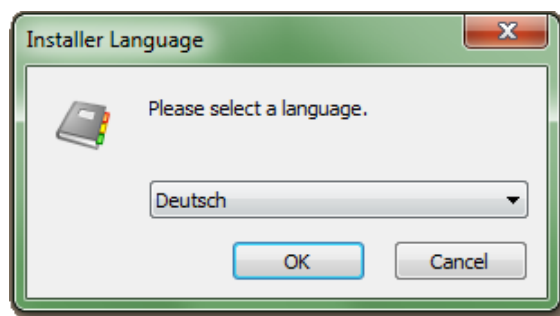 Installer Language
Please select a language.
Deutsch
OK
Cancel